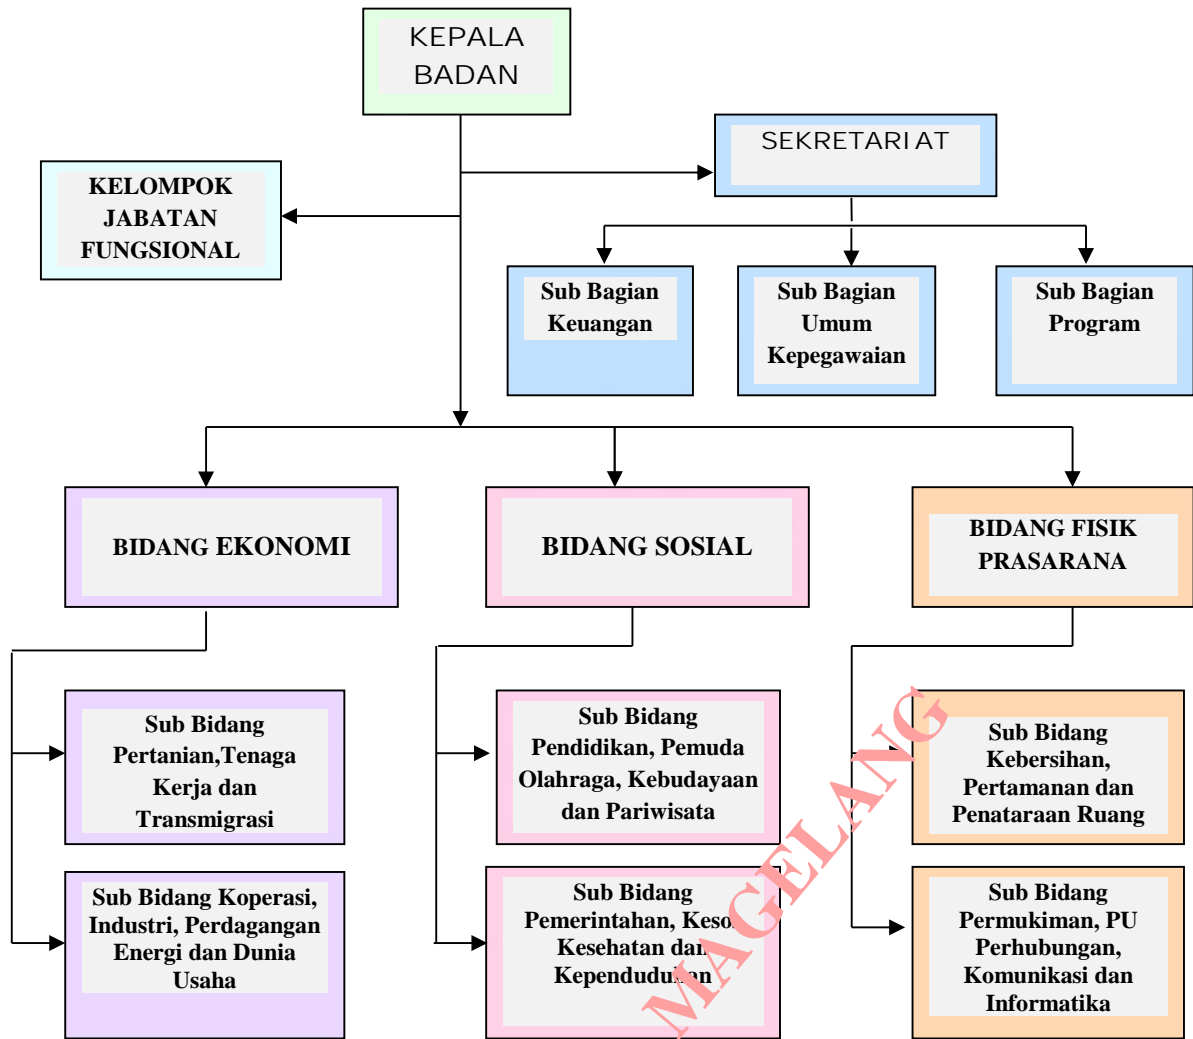 KEPALA
BADAN
SEKRETARIAT
KELOMPOK
JABATAN
FUNGSIONAL
Sub Bagian
Keuangan
Sub Bagian
Umum
Kepegawaian
Sub Bagian
Program
BIDANG EKONOMI
BIDANG SOSIAL
BIDANG FISIK
PRASARANA
Sub Bidang
Pertanian,Tenaga
Kerja dan
Transmigrasi
Sub Bidang
Pendidikan, Pemuda
Olahraga, Kebudayaan
dan Pariwisata
Sub Bidang
Kebersihan,
Pertamanan dan
Penataraan Ruang
Sub Bidang Koperasi,
Industri, Perdagangan
Energi dan Dunia
Usaha
Sub Bidang
Pemerintahan,
Kesehatan dan
Kependudukan
Sub Bidang
Permukiman, PU
Perhubungan,
Komunikasi dan
Informatika
MAGELANG